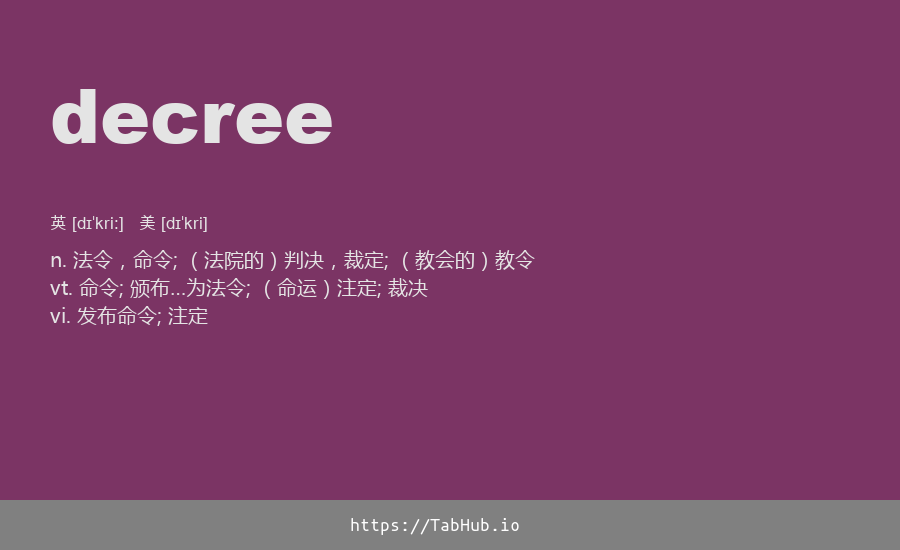 decree
英 [dɪˈkriː]   美 [dɪˈkri]
n. 法令，命令; （法院的）判决，裁定; （教会的）教令
vt. 命令; 颁布…为法令; （命运）注定; 裁决
vi. 发布命令; 注定
https://TabHub.io